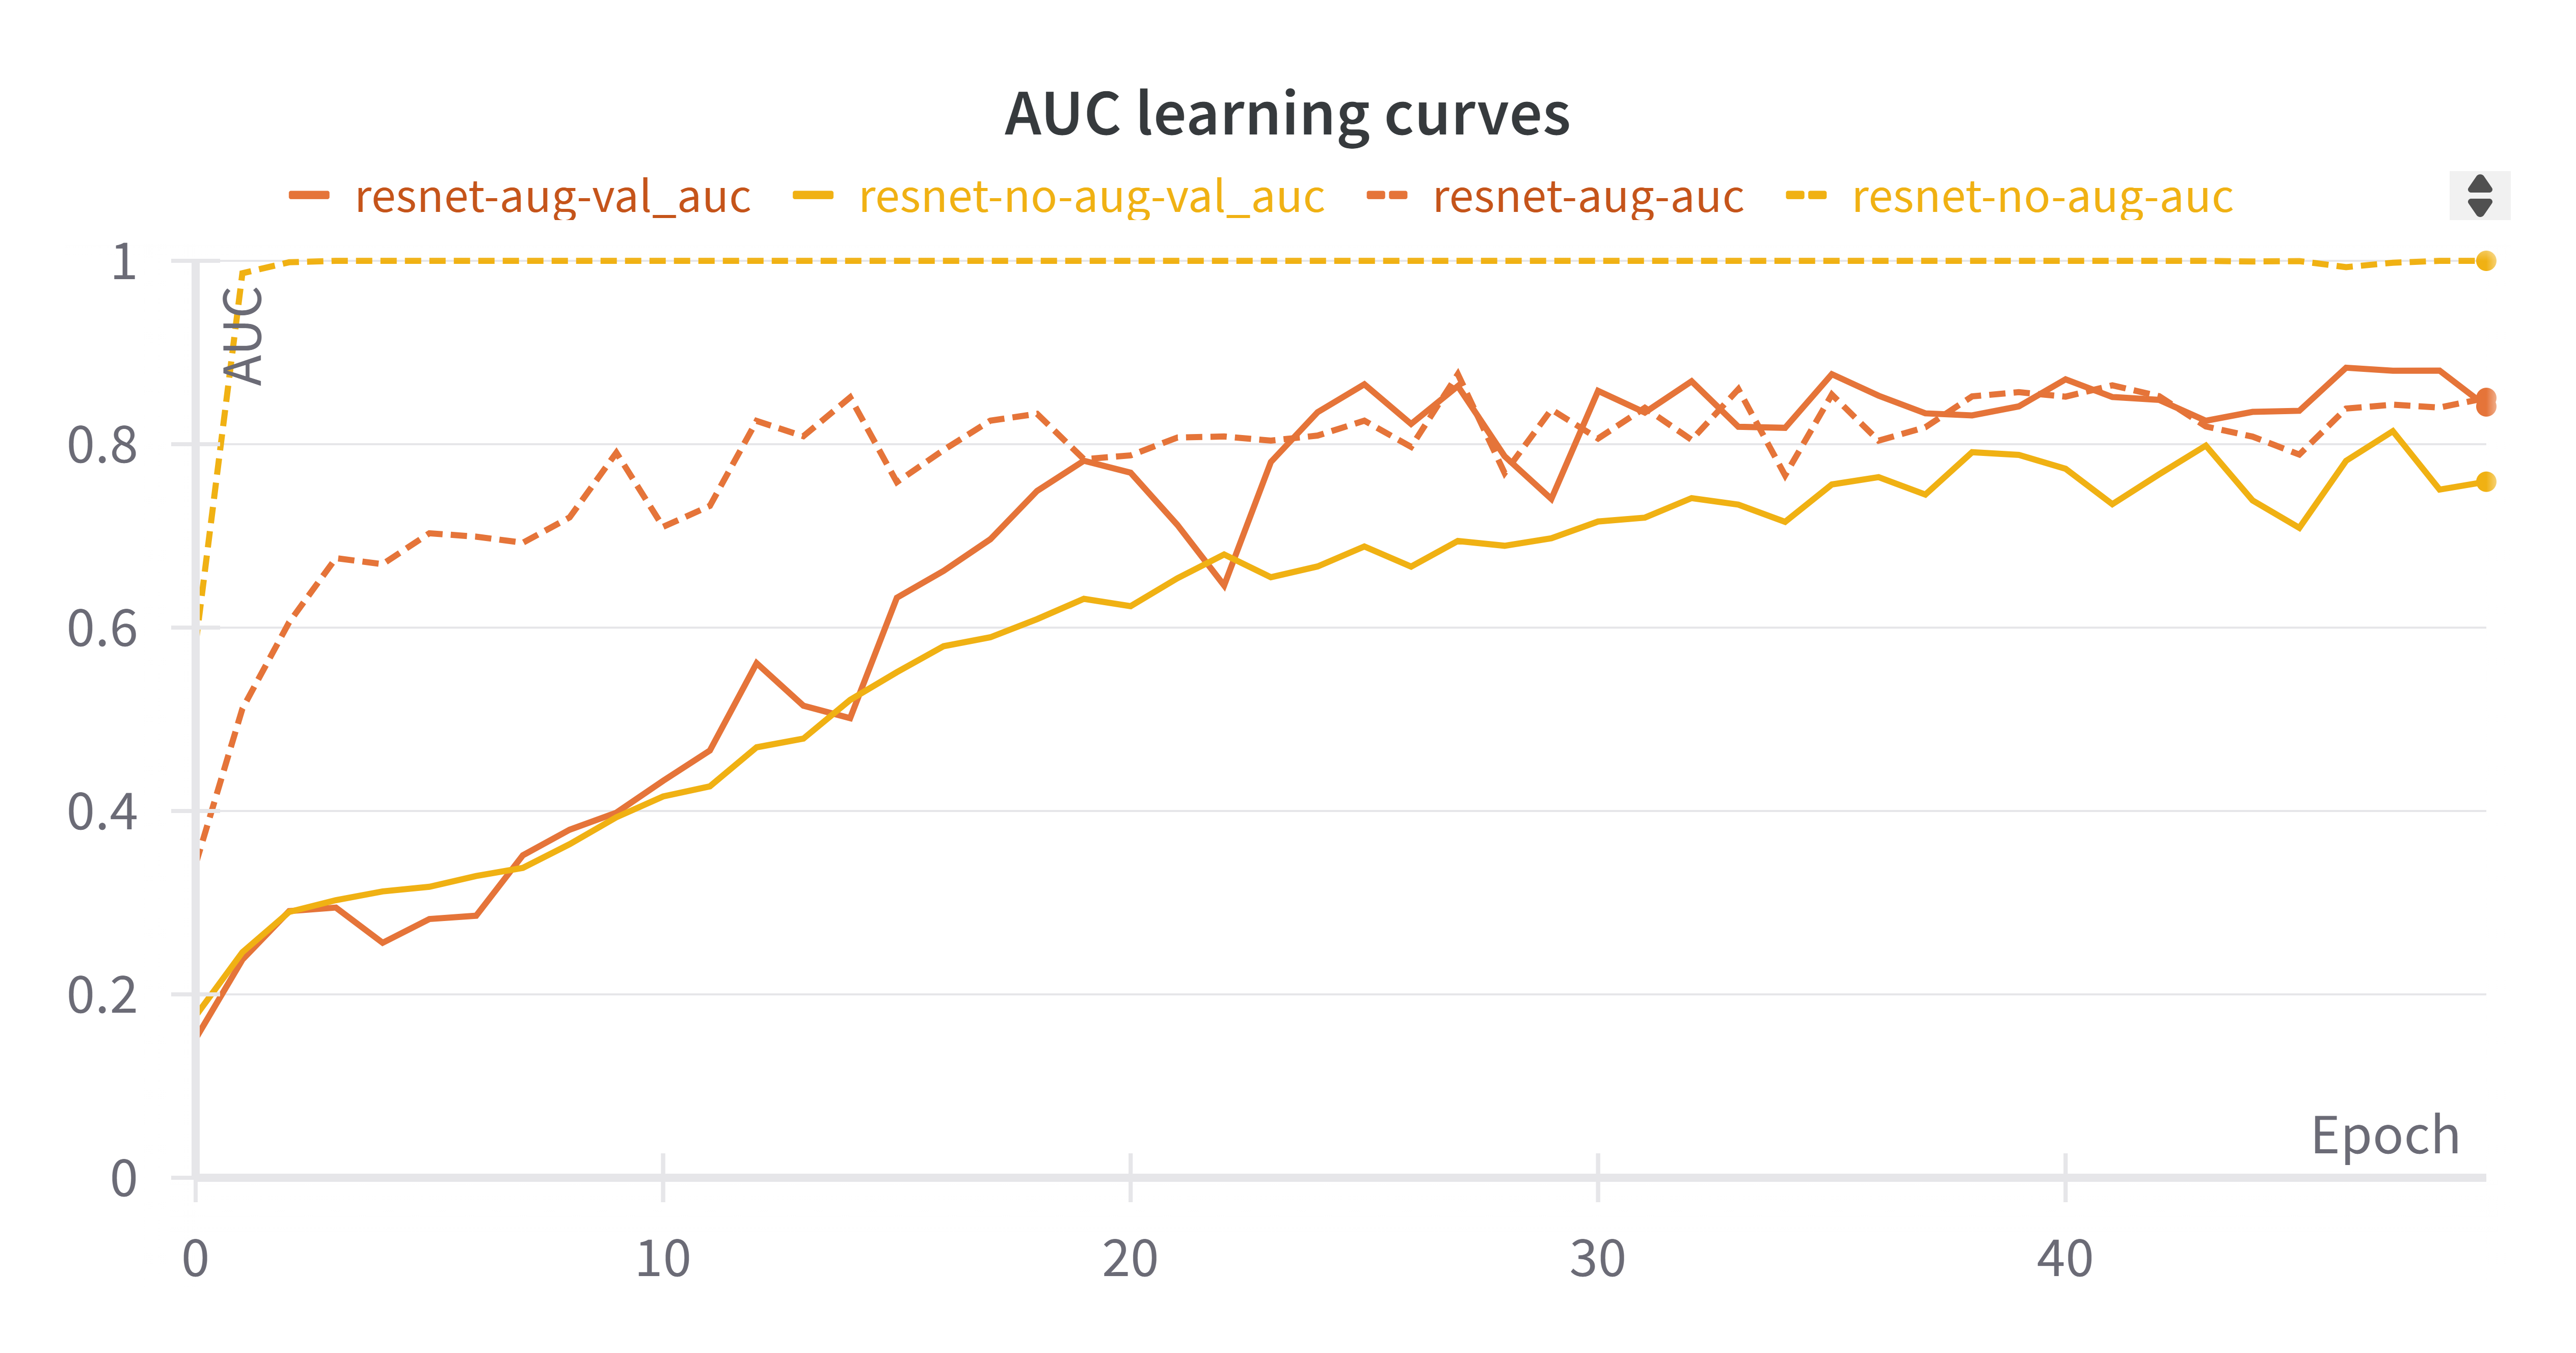 AUC learning curves
resnet-aug-val_auc resnet-no-aug-val_auc resnet-aug-auc resnet-no-aug-auc
1
AUC
0.8
0.6
0.4
0.2
Epoch
0
0 10 20 30 40